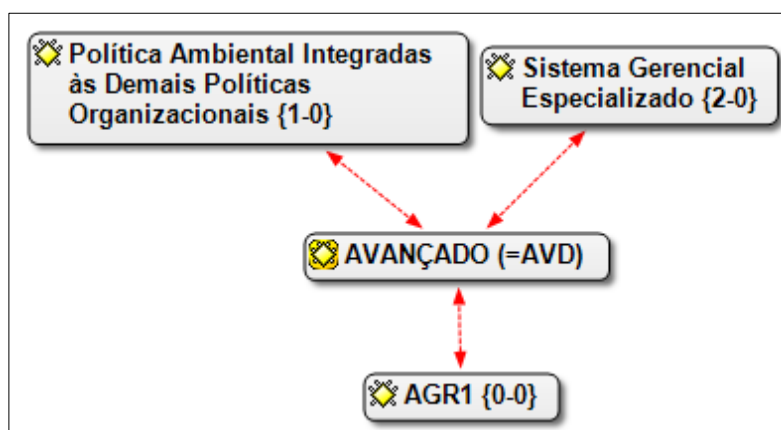 Política Ambiental Integradas
às Demais Políticas
Organizacionais {1-0}
Sistema Gerencial
Especializado {2-0}
AVANÇADO (=AVD)
AGR1 {0-0}